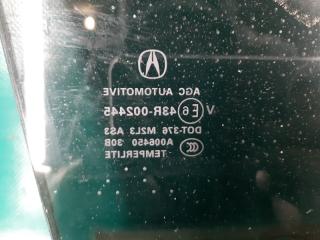 AGC AUTOMOTIVE
V E6 43R-002445
DOT-376 M2L3 AS3
A006450 30B
TEMPERLITE